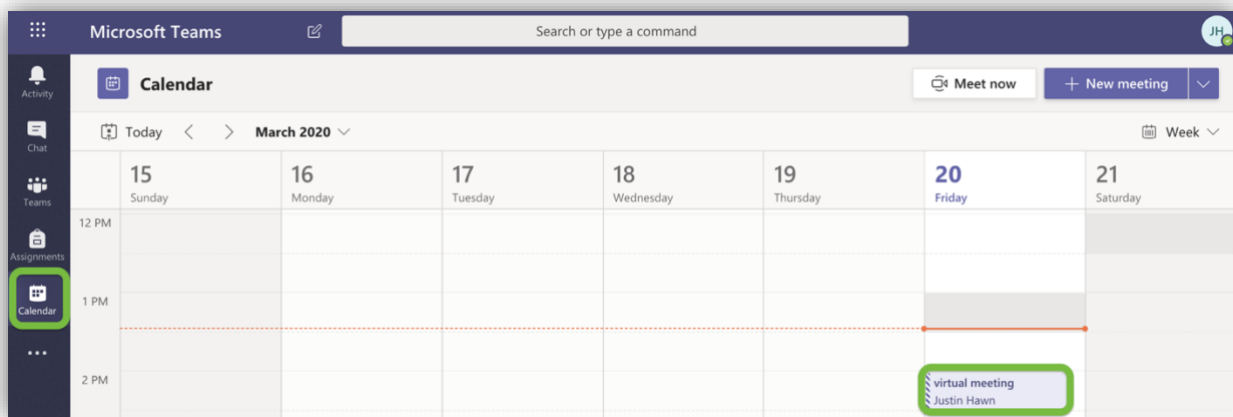 Microsoft Teams
Search or type a command
JH
Activity
Chat
Teams
Assignments
Calendar
Calendar
Meet now
New meeting
Today
March 2020
Week
15
Sunday
16
Monday
17
Tuesday
18
Wednesday
19
Thursday
20
Friday
21
Saturday
12 PM
1 PM
2 PM
virtual meeting
Justin Hawn